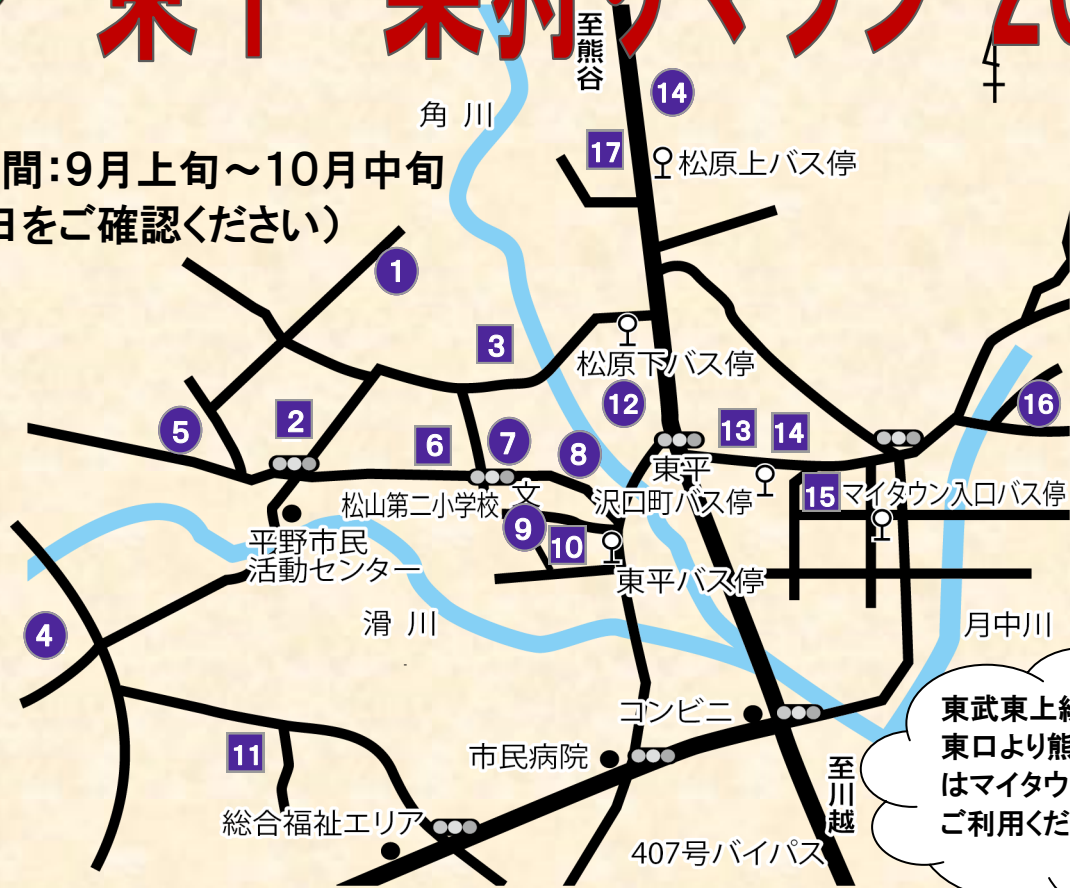 至熊谷
14
角 川
17
松原上バス停
間:9月上旬~10月中旬
日をご確認ください)
1
3
松原下バス停
12
2
5
6
7
8
13
14
16
東平
松山第二小学校
文
沢口町バス停
15
マイタウン入口バス停
9
10
平野市民
活動センター
東平バス停
4
滑 川
月中川
コンビニ
11
市民病院
東武東上線
東口より熊
はマイタウ
ご利用くだ
至川越
総合福祉エリア
407号バイパス